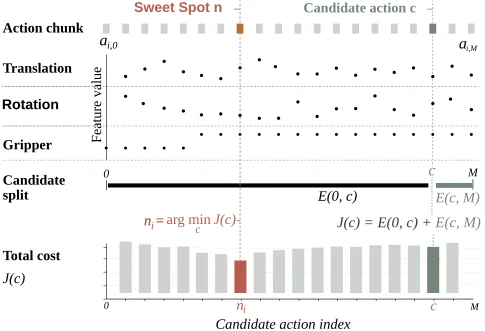 Sweet Spot n
Candidate action c
Action chunk
a_{i,0}
a_{i,M}
Translation
Rotation
Gripper
Feature value
Candidate
split
0
C
M
E(0, c)
E(c, M)
n_i = arg min_c J(c)
J(c) = E(0, c) + E(c, M)
Total cost
J(c)
0
n_i
C
M
Candidate action index